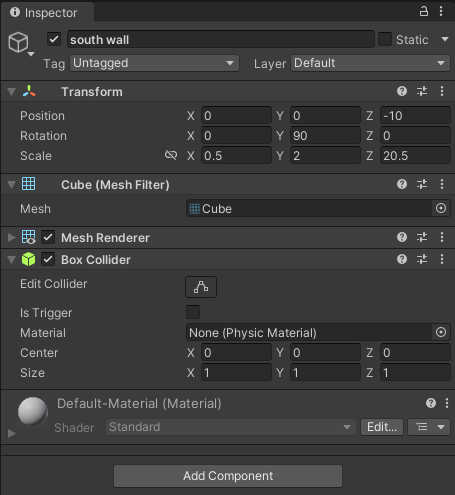 Inspector
south wall Static
Tag Untagged Layer Default
Transform
Position X 0 Y 0 Z -10
Rotation X 0 Y 90 Z 0
Scale X 0.5 Y 2 Z 20.5
Cube (Mesh Filter)
Mesh Cube
Mesh Renderer
Box Collider
Edit Collider
Is Trigger
Material None (Physic Material)
Center X 0 Y 0 Z 0
Size X 1 Y 1 Z 1
Default-Material (Material)
Shader Standard Edit...
Add Component